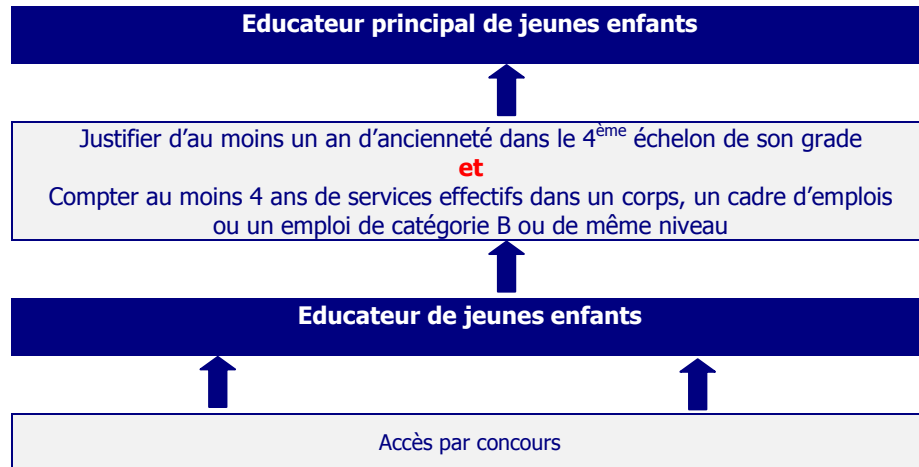 Educateur principal de jeunes enfants
Justifier d’au moins un an d’ancienneté dans le 4ème échelon de son grade
et
Compter au moins 4 ans de services effectifs dans un corps, un cadre d’emplois
ou un emploi de catégorie B ou de même niveau
Educateur de jeunes enfants
Accès par concours